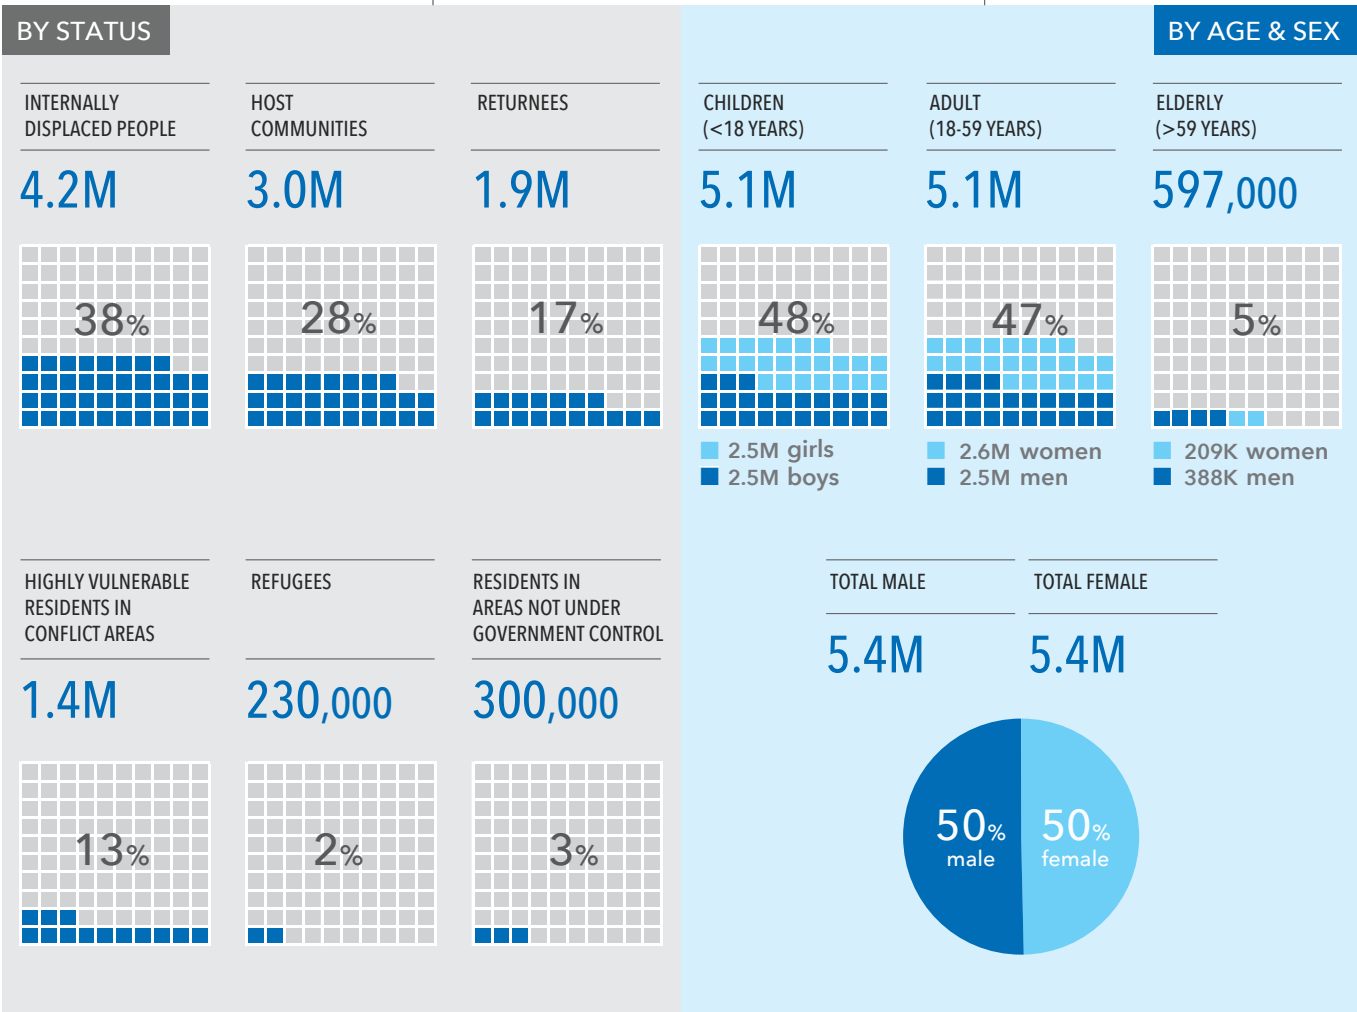 BY STATUS
BY AGE & SEX
INTERNALLY
DISPLACED PEOPLE
4.2M
38%
HOST
COMMUNITIES
3.0M
28%
RETURNEES
1.9M
17%
CHILDREN
(<18 YEARS)
5.1M
48%
2.5M girls
2.5M boys
ADULT
(18-59 YEARS)
5.1M
47%
2.6M women
2.5M men
ELDERLY
(>59 YEARS)
597,000
5%
209K women
388K men
HIGHLY VULNERABLE
RESIDENTS IN
CONFLICT AREAS
1.4M
13%
REFUGEES
230,000
2%
RESIDENTS IN
AREAS NOT UNDER
GOVERNMENT CONTROL
300,000
3%
TOTAL MALE
5.4M
TOTAL FEMALE
5.4M
50%
male
50%
female